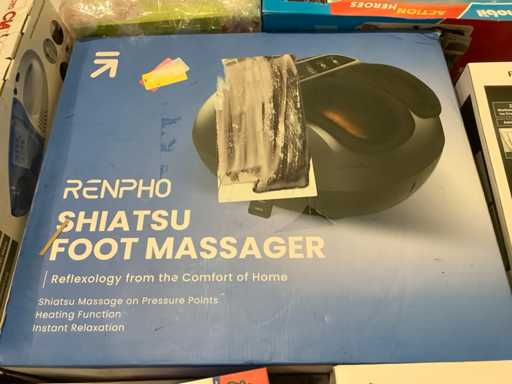 ACTION
HEROES
RENPHO
SHIATSU
FOOT MASSAGER
Reflexology from the Comfort of Home
Shiatsu Massage on Pressure Points
Heating Function
Instant Relaxation